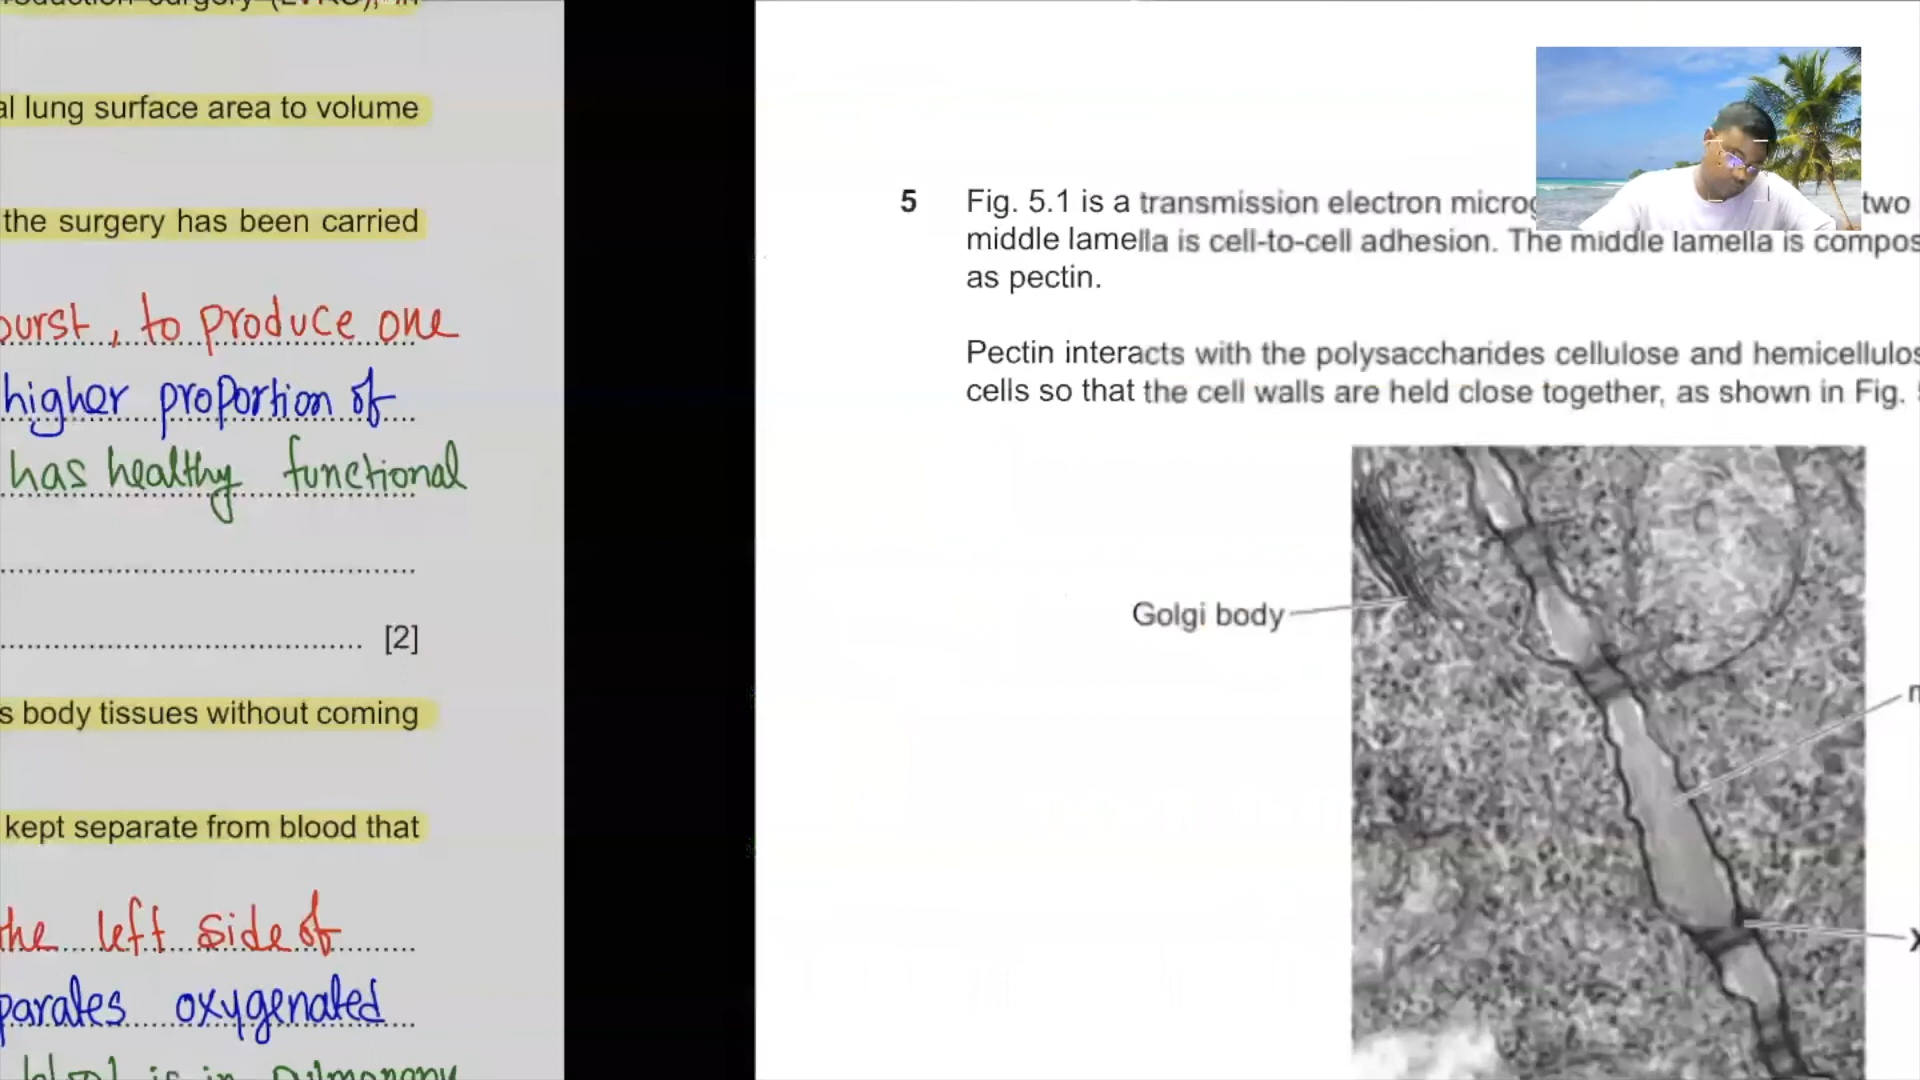 al lung surface area to volume
the surgery has been carried
burst, to produce one
higher proportion of
has healthy functional
[2]
s body tissues without coming
kept separate from blood that
the left side of
parates oxygenated
blood is in pulmonary
5 Fig. 5.1 is a transmission electron microg two
middle lamella is cell-to-cell adhesion. The middle lamella is compos
as pectin.
Pectin interacts with the polysaccharides cellulose and hemicellulos
cells so that the cell walls are held close together, as shown in Fig.
Golgi body
X